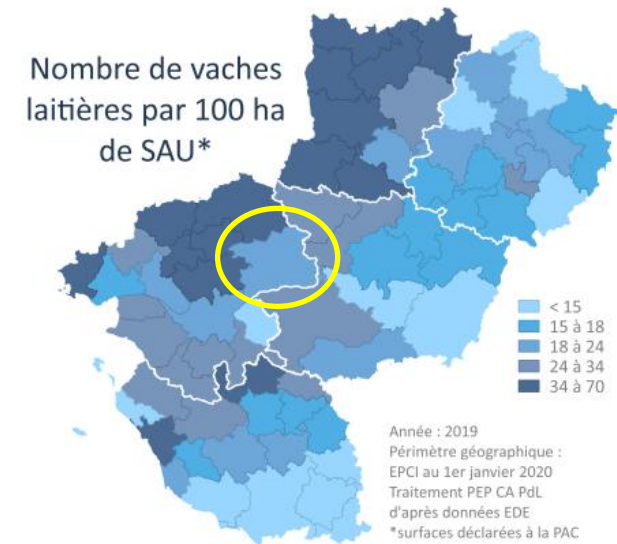 Nombre de vaches
laitières par 100 ha
de SAU*
< 15
15 à 18
18 à 24
24 à 34
34 à 70
Année : 2019
Périmètre géographique :
EPCI au 1er janvier 2020
Traitement PEP CA PdL
d'après données EDE
*surfaces déclarées à la PAC